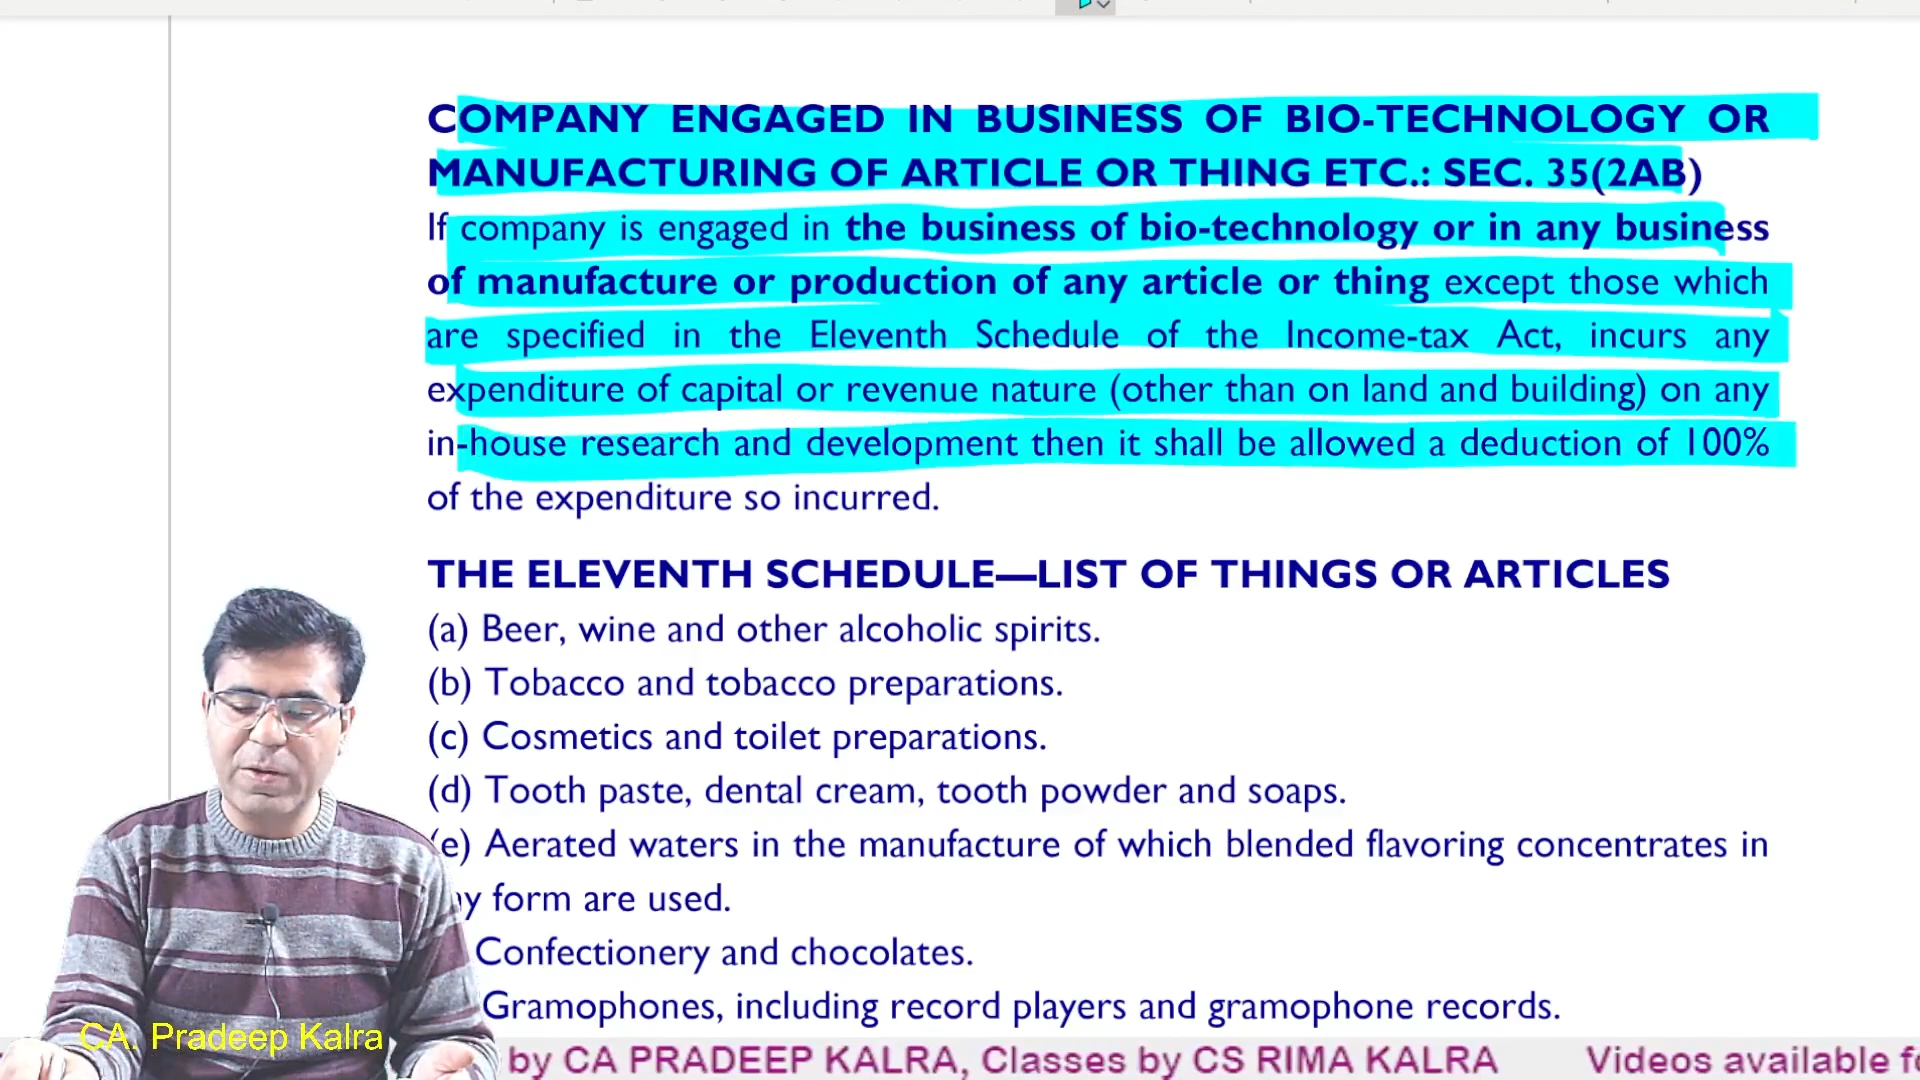 COMPANY ENGAGED IN BUSINESS OF BIO-TECHNOLOGY OR
MANUFACTURING OF ARTICLE OR THING ETC.: SEC. 35(2AB)
If company is engaged in the business of bio-technology or in any business
of manufacture or production of any article or thing except those which
are specified in the Eleventh Schedule of the Income-tax Act, incurs any
expenditure of capital or revenue nature (other than on land and building) on any
in-house research and development then it shall be allowed a deduction of 100%
of the expenditure so incurred.
THE ELEVENTH SCHEDULE—LIST OF THINGS OR ARTICLES
(a) Beer, wine and other alcoholic spirits.
(b) Tobacco and tobacco preparations.
(c) Cosmetics and toilet preparations.
(d) Tooth paste, dental cream, tooth powder and soaps.
(e) Aerated waters in the manufacture of which blended flavoring concentrates in
form are used.
Confectionery and chocolates.
Gramophones, including record players and gramophone records.
CA. Pradeep Kalra
by CA PRADEEP KALRA, Classes by CS RIMA KALRA Videos available